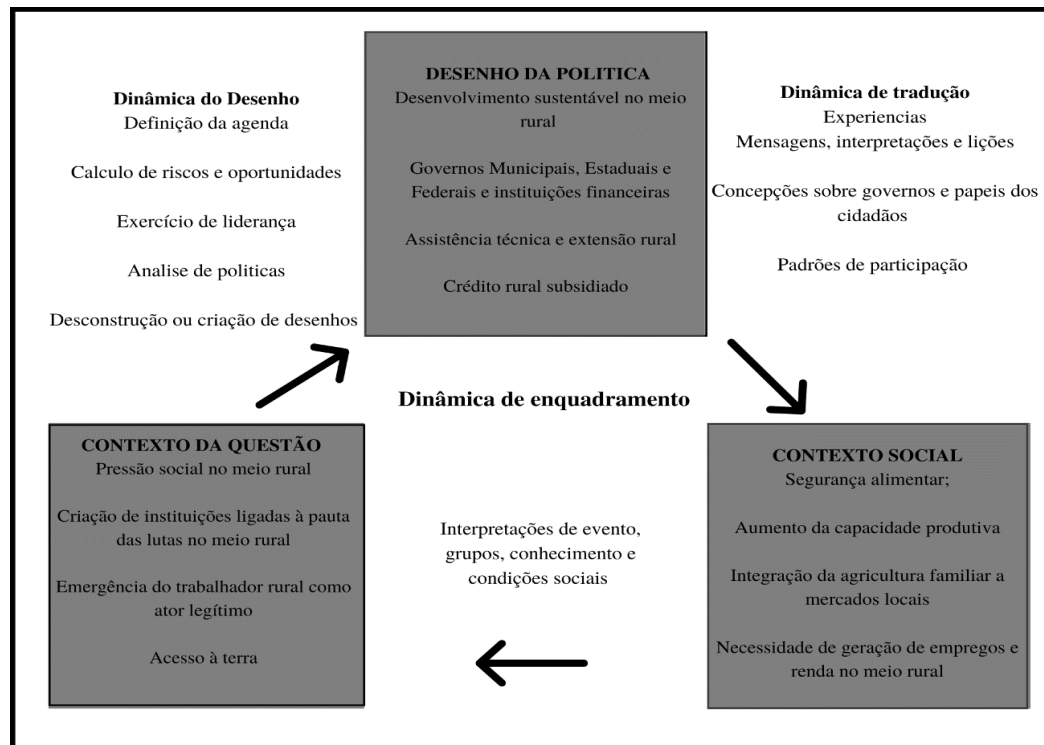 Dinâmica do Desenho
Definição da agenda
Calculo de riscos e oportunidades
Exercício de liderança
Analise de politicas
Desconstrução ou criação de desenhos
DESENHO DA POLITICA
Desenvolvimento sustentável no meio
rural
Governos Municipais, Estaduais e
Federais e instituições financeiras
Assistência técnica e extensão rural
Crédito rural subsidiado
Dinâmica de tradução
Experiencias
Mensagens, interpretações e lições
Concepções sobre governos e papeis dos
cidadãos
Padrões de participação
Dinâmica de enquadramento
CONTEXTO DA QUESTÃO
Pressão social no meio rural
Criação de instituições ligadas à pauta
das lutas no meio rural
Emergência do trabalhador rural como
ator legítimo
Acesso à terra
Interpretações de evento,
grupos, conhecimento e
condições sociais
CONTEXTO SOCIAL
Segurança alimentar;
Aumento da capacidade produtiva
Integração da agricultura familiar a
mercados locais
Necessidade de geração de empregos e
renda no meio rural